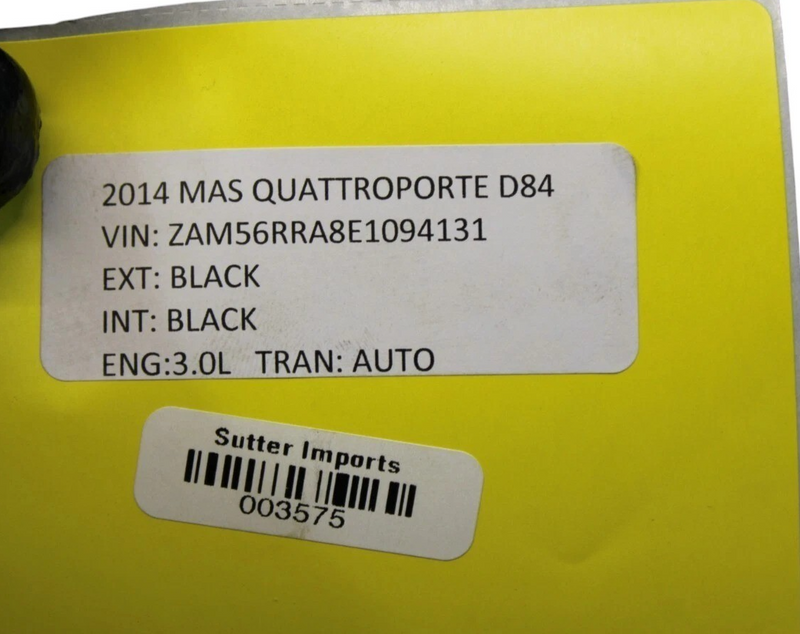 2014 MAS QUATTROPORTE D84
VIN: ZAM56RRA8E1094131
EXT: BLACK
INT: BLACK
ENG:3.0L TRAN: AUTO
Sutter Imports
003575